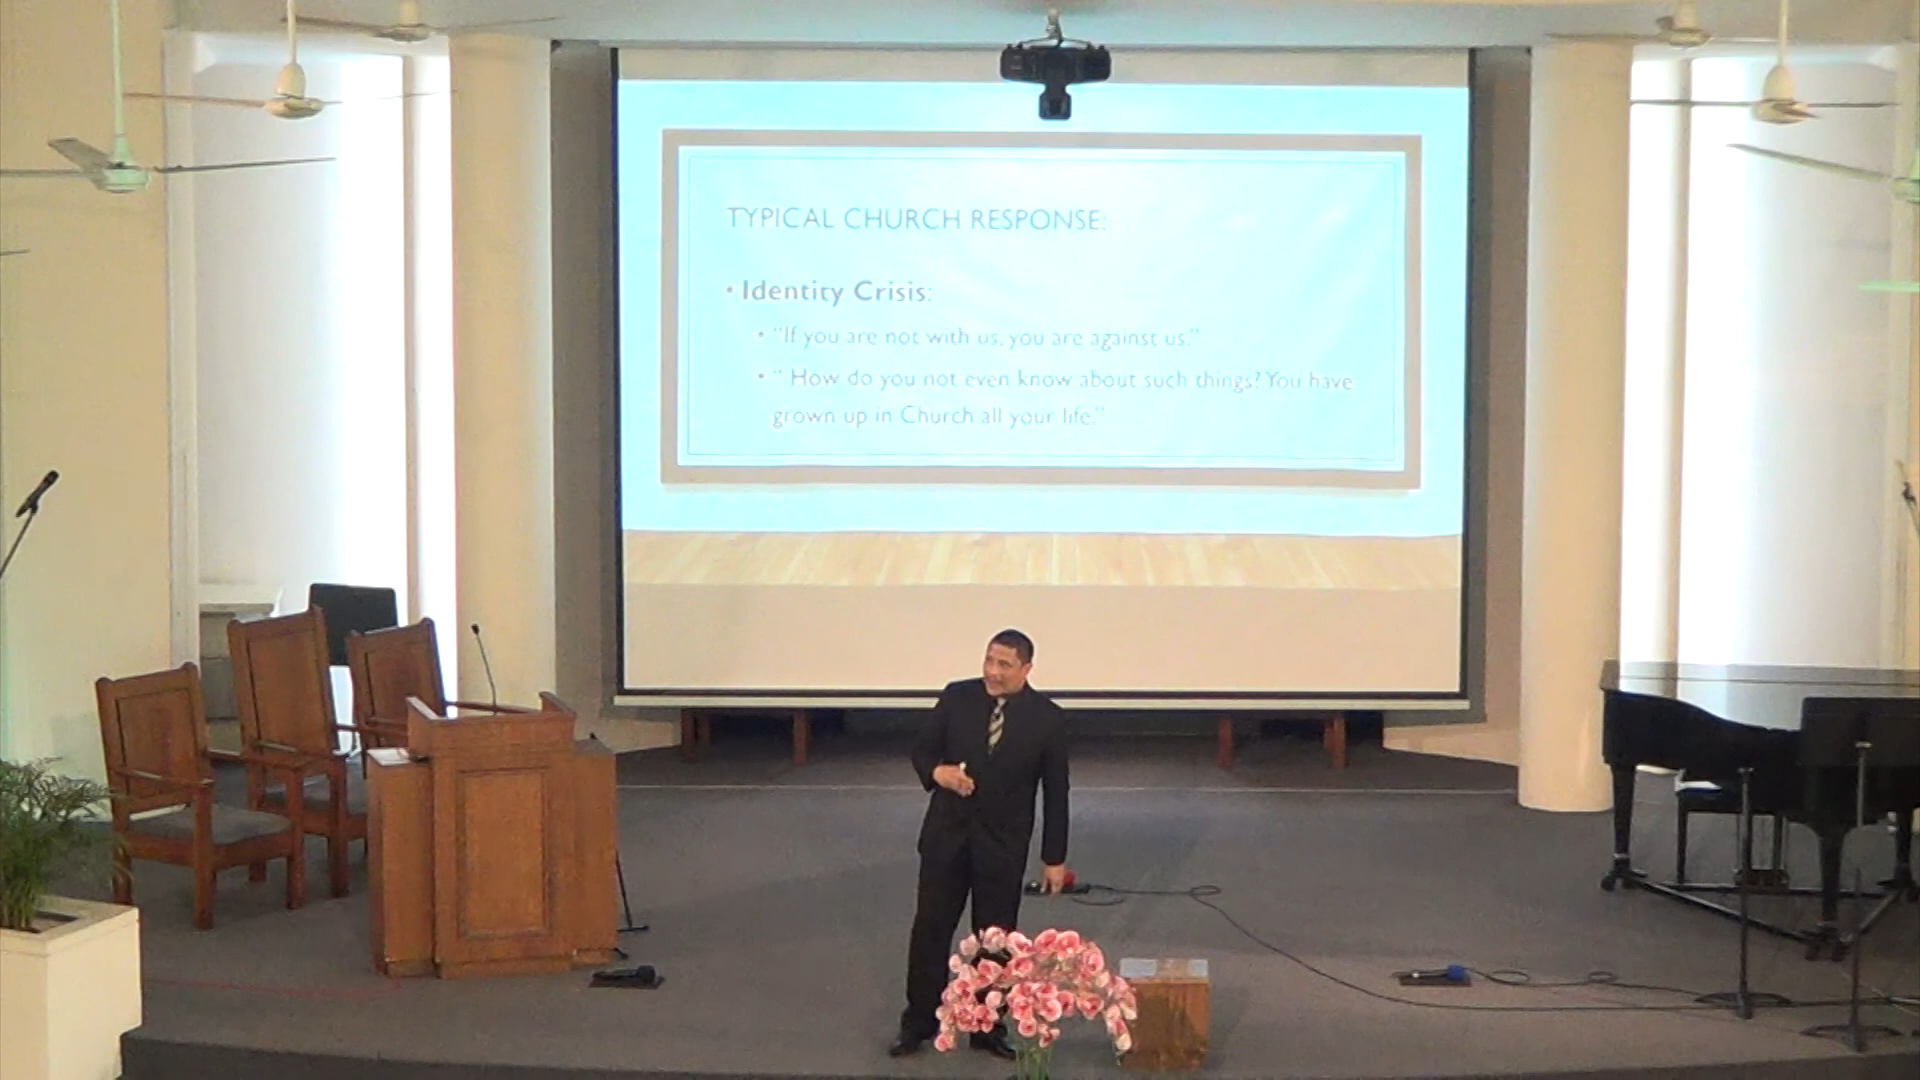 TYPICAL CHURCH RESPONSE:
• Identity Crisis:
• "If you are not with us, you are against us."
• " How do you not even know about such things? You have
grown up in Church all your life."